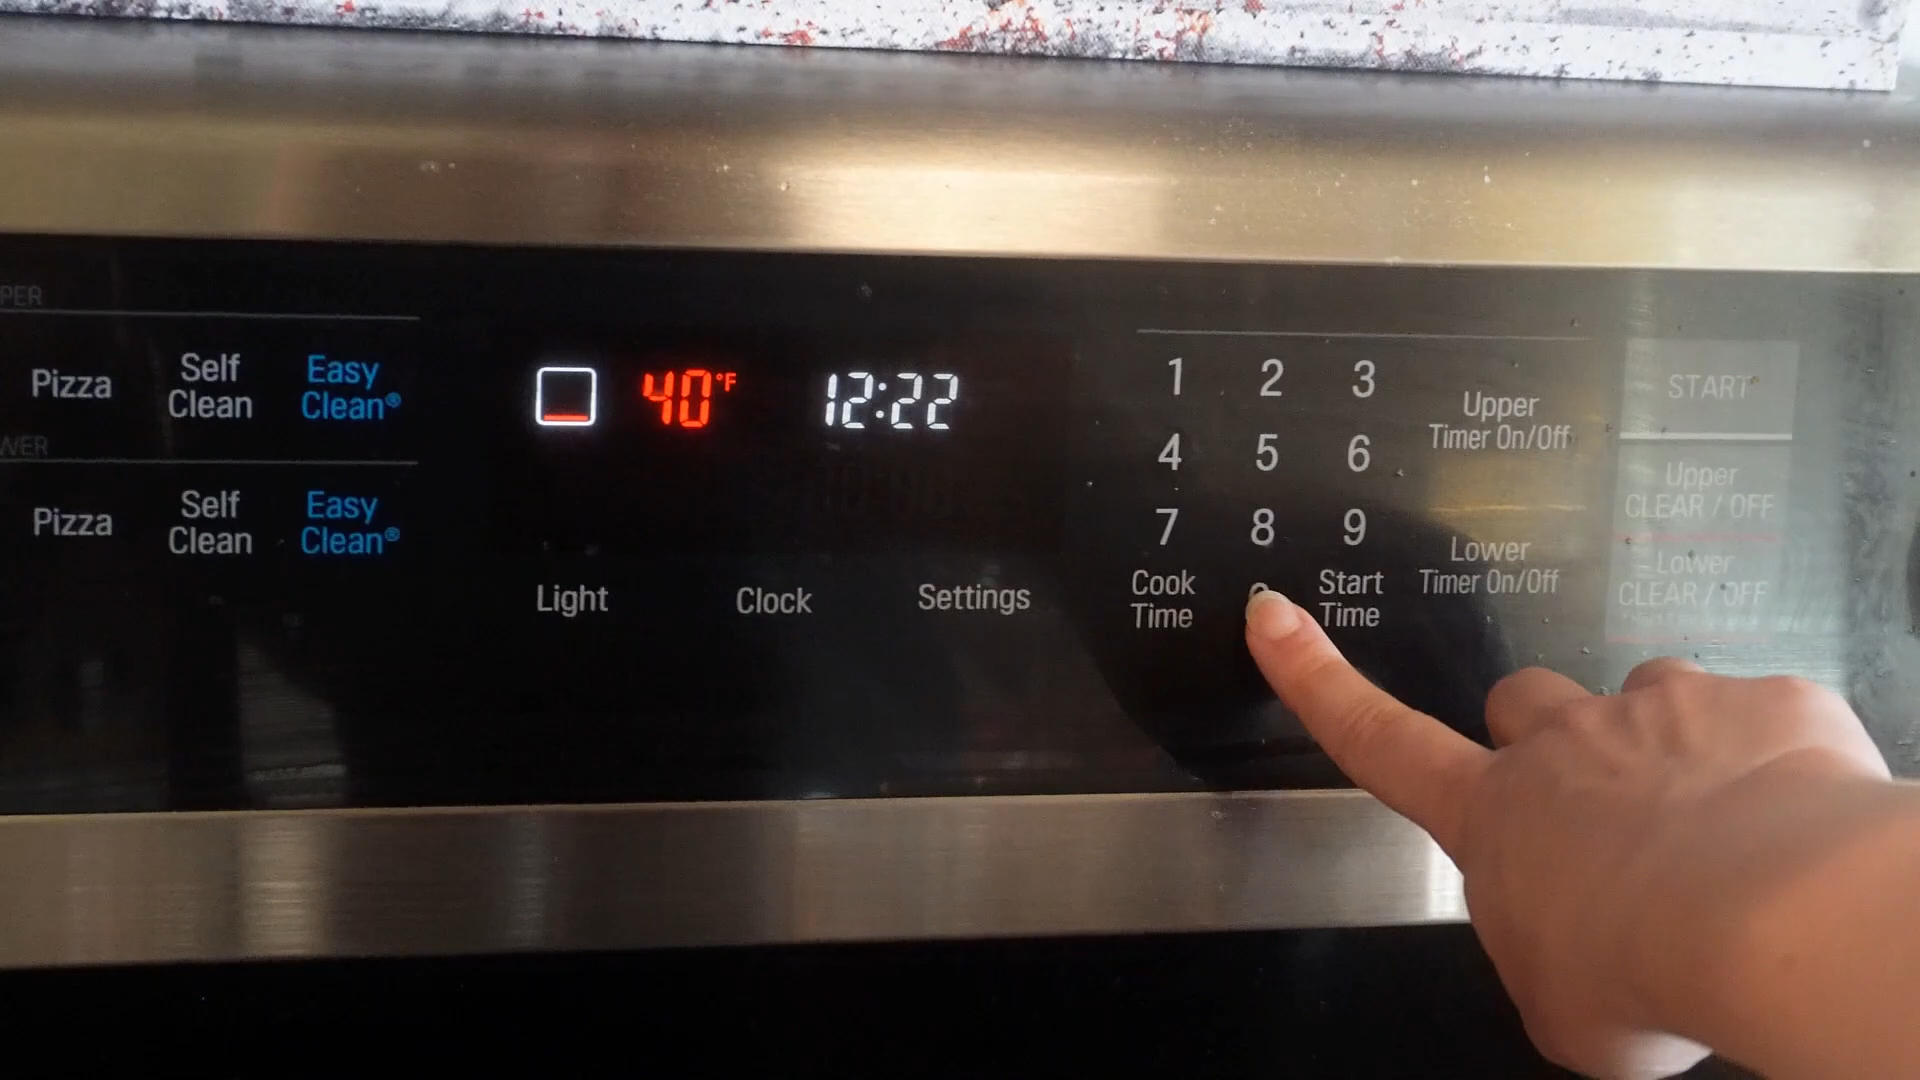 PER
Pizza
Self
Clean
Easy
Clean®
WER
Pizza
Self
Clean
Easy
Clean®
40°F
12:22
Light
Clock
Settings
1 2 3
4 5 6
7 8 9
Cook
Time
Start
Time
Upper
Timer On/Off
Lower
Timer On/Off
START
Upper
CLEAR / OFF
Lower
CLEAR / OFF